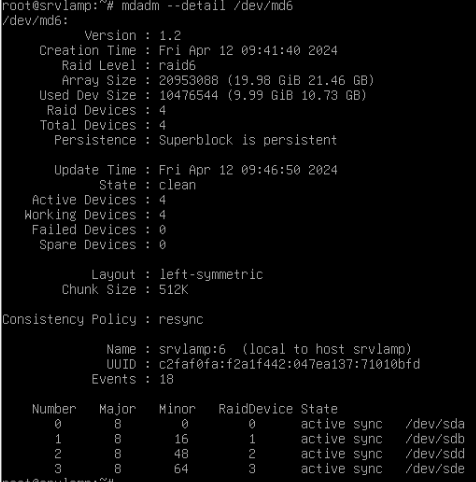 root@srvlamp:~# mdadm --detail /dev/md6
/dev/md6:
Version : 1.2
Creation Time : Fri Apr 12 09:41:40 2024
Raid Level : raid6
Array Size : 20953088 (19.98 GiB 21.46 GB)
Used Dev Size : 10476544 (9.99 GiB 10.73 GB)
Raid Devices : 4
Total Devices : 4
Persistence : Superblock is persistent
Update Time : Fri Apr 12 09:46:50 2024
State : clean
Active Devices : 4
Working Devices : 4
Failed Devices : 0
Spare Devices : 0
Layout : left-symmetric
Chunk Size : 512K
Consistency Policy : resync
Name : srvlamp:6 (local to host srvlamp)
UUID : c2faf0fa:f2a1f442:047ea137:71010bfd
Events : 18
Number Major Minor RaidDevice State
0 8 0 0 active sync /dev/sda
1 8 16 1 active sync /dev/sdb
2 8 48 2 active sync /dev/sdd
3 8 64 3 active sync /dev/sde
root@srvlamp:~#